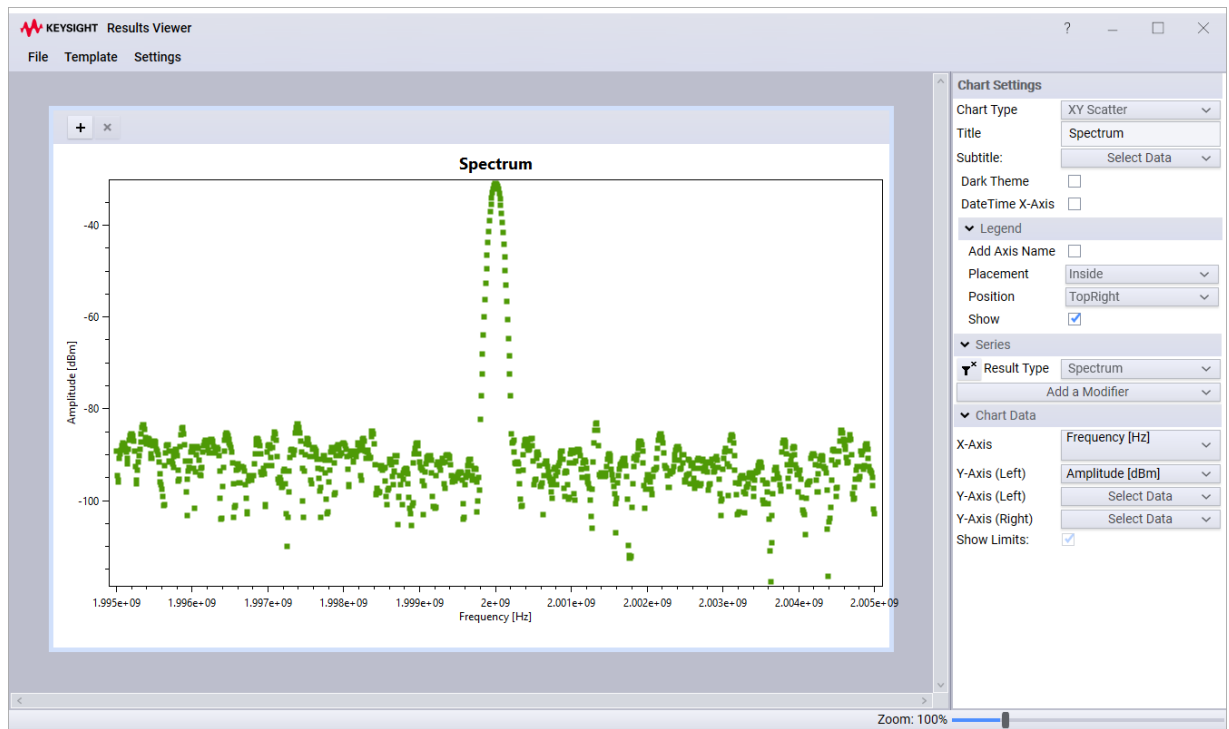 KEYSIGHT Results Viewer ?
File Template Settings
Spectrum
-40
-60
-80
-100
Amplitude [dBm]
1.995e+09 1.996e+09 1.997e+09 1.998e+09 1.999e+09 2e+09 2.001e+09 2.002e+09 2.003e+09 2.004e+09 2.005e+09
Frequency [Hz]
Chart Settings
Chart Type XY Scatter
Title Spectrum
Subtitle: Select Data
Dark Theme
DateTime X-Axis
Legend
Add Axis Name
Placement Inside
Position TopRight
Show
Series
Result Type Spectrum
Add a Modifier
Chart Data
X-Axis Frequency [Hz]
Y-Axis (Left) Amplitude [dBm]
Y-Axis (Left) Select Data
Y-Axis (Right) Select Data
Show Limits:
Zoom: 100%